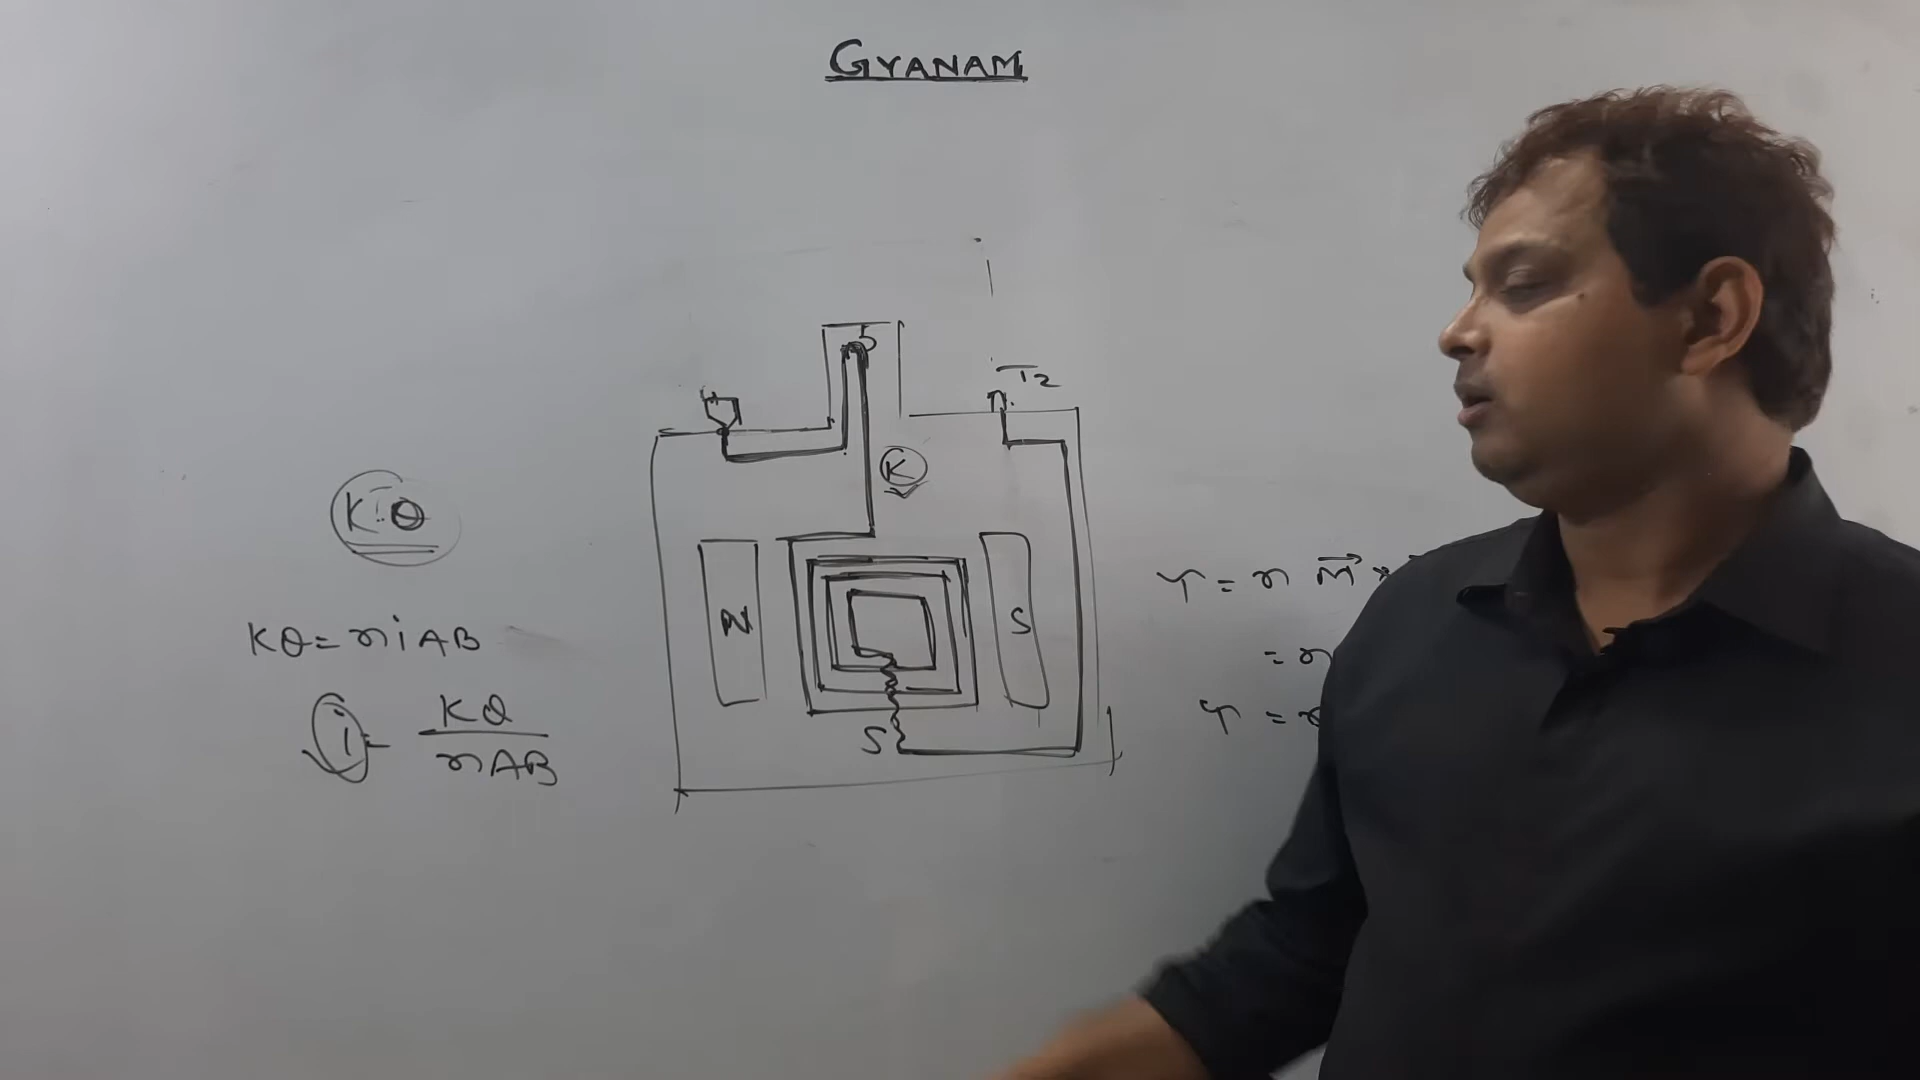 GYANAM
T2
K
K θ
N
S
Kθ = niAB
i = Kθ / nAB
S
τ = n M ×
= n
τ =